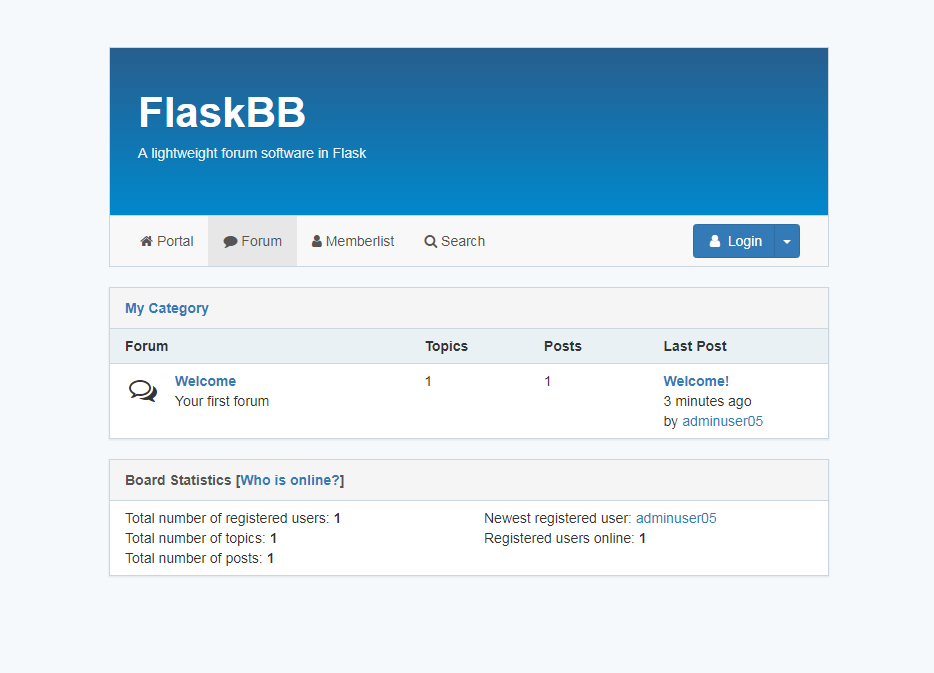 FlaskBB
A lightweight forum software in Flask
Portal Forum Memberlist Search Login
My Category
Forum Topics Posts Last Post
Welcome 1 1 Welcome!
Your first forum 3 minutes ago
by adminuser05
Board Statistics [Who is online?]
Total number of registered users: 1 Newest registered user: adminuser05
Total number of topics: 1 Registered users online: 1
Total number of posts: 1